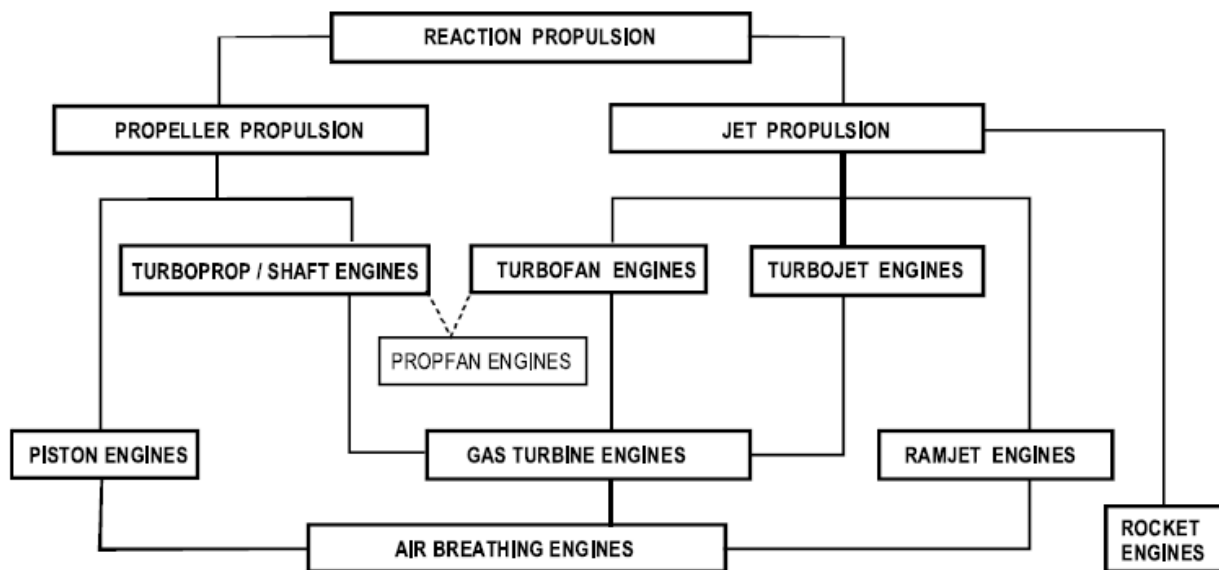 REACTION PROPULSION
PROPELLER PROPULSION
JET PROPULSION
TURBOPROP / SHAFT ENGINES
TURBOFAN ENGINES
TURBOJET ENGINES
PROPFAN ENGINES
PISTON ENGINES
GAS TURBINE ENGINES
RAMJET ENGINES
AIR BREATHING ENGINES
ROCKET
ENGINES